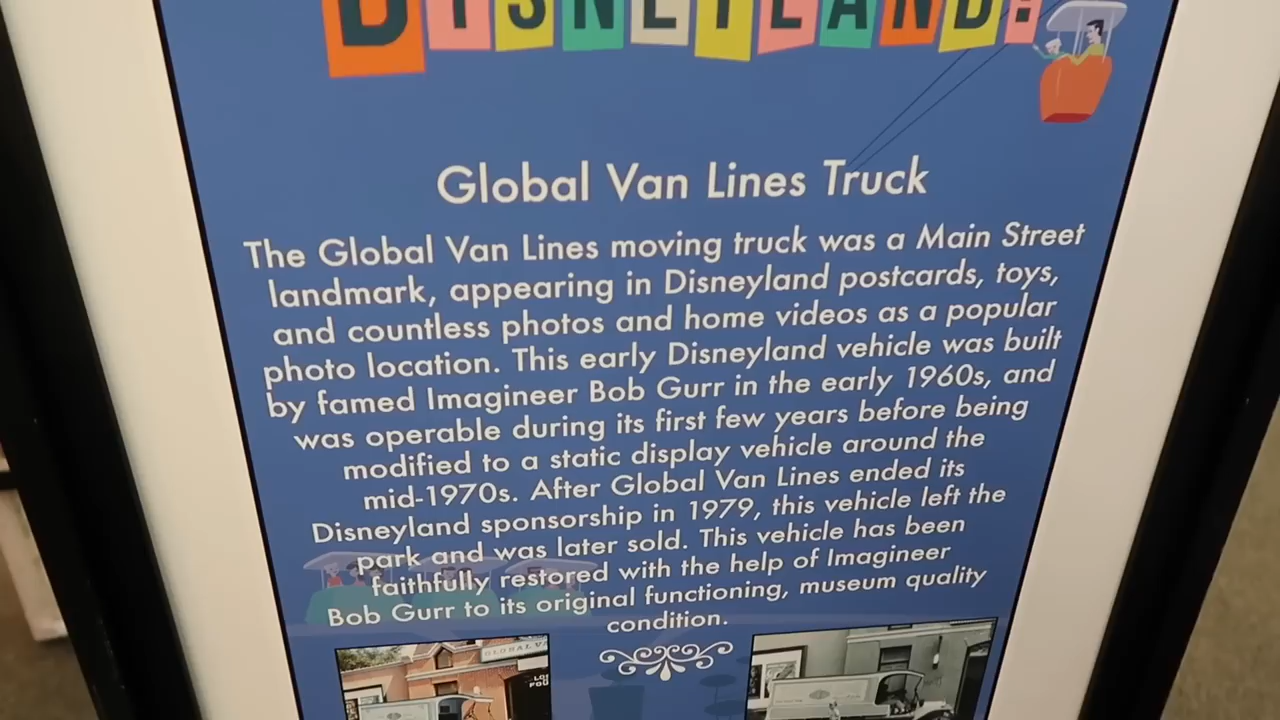 DISNEYLAND!
Global Van Lines Truck
The Global Van Lines moving truck was a Main Street
landmark, appearing in Disneyland postcards, toys,
and countless photos and home videos as a popular
photo location. This early Disneyland vehicle was built
by famed Imagineer Bob Gurr in the early 1960s, and
was operable during its first few years before being
modified to a static display vehicle around the
mid-1970s. After Global Van Lines ended its
Disneyland sponsorship in 1979, this vehicle left the
park and was later sold. This vehicle has been
faithfully restored with the help of Imagineer
Bob Gurr to its original functioning, museum quality
condition.
GLOBAL